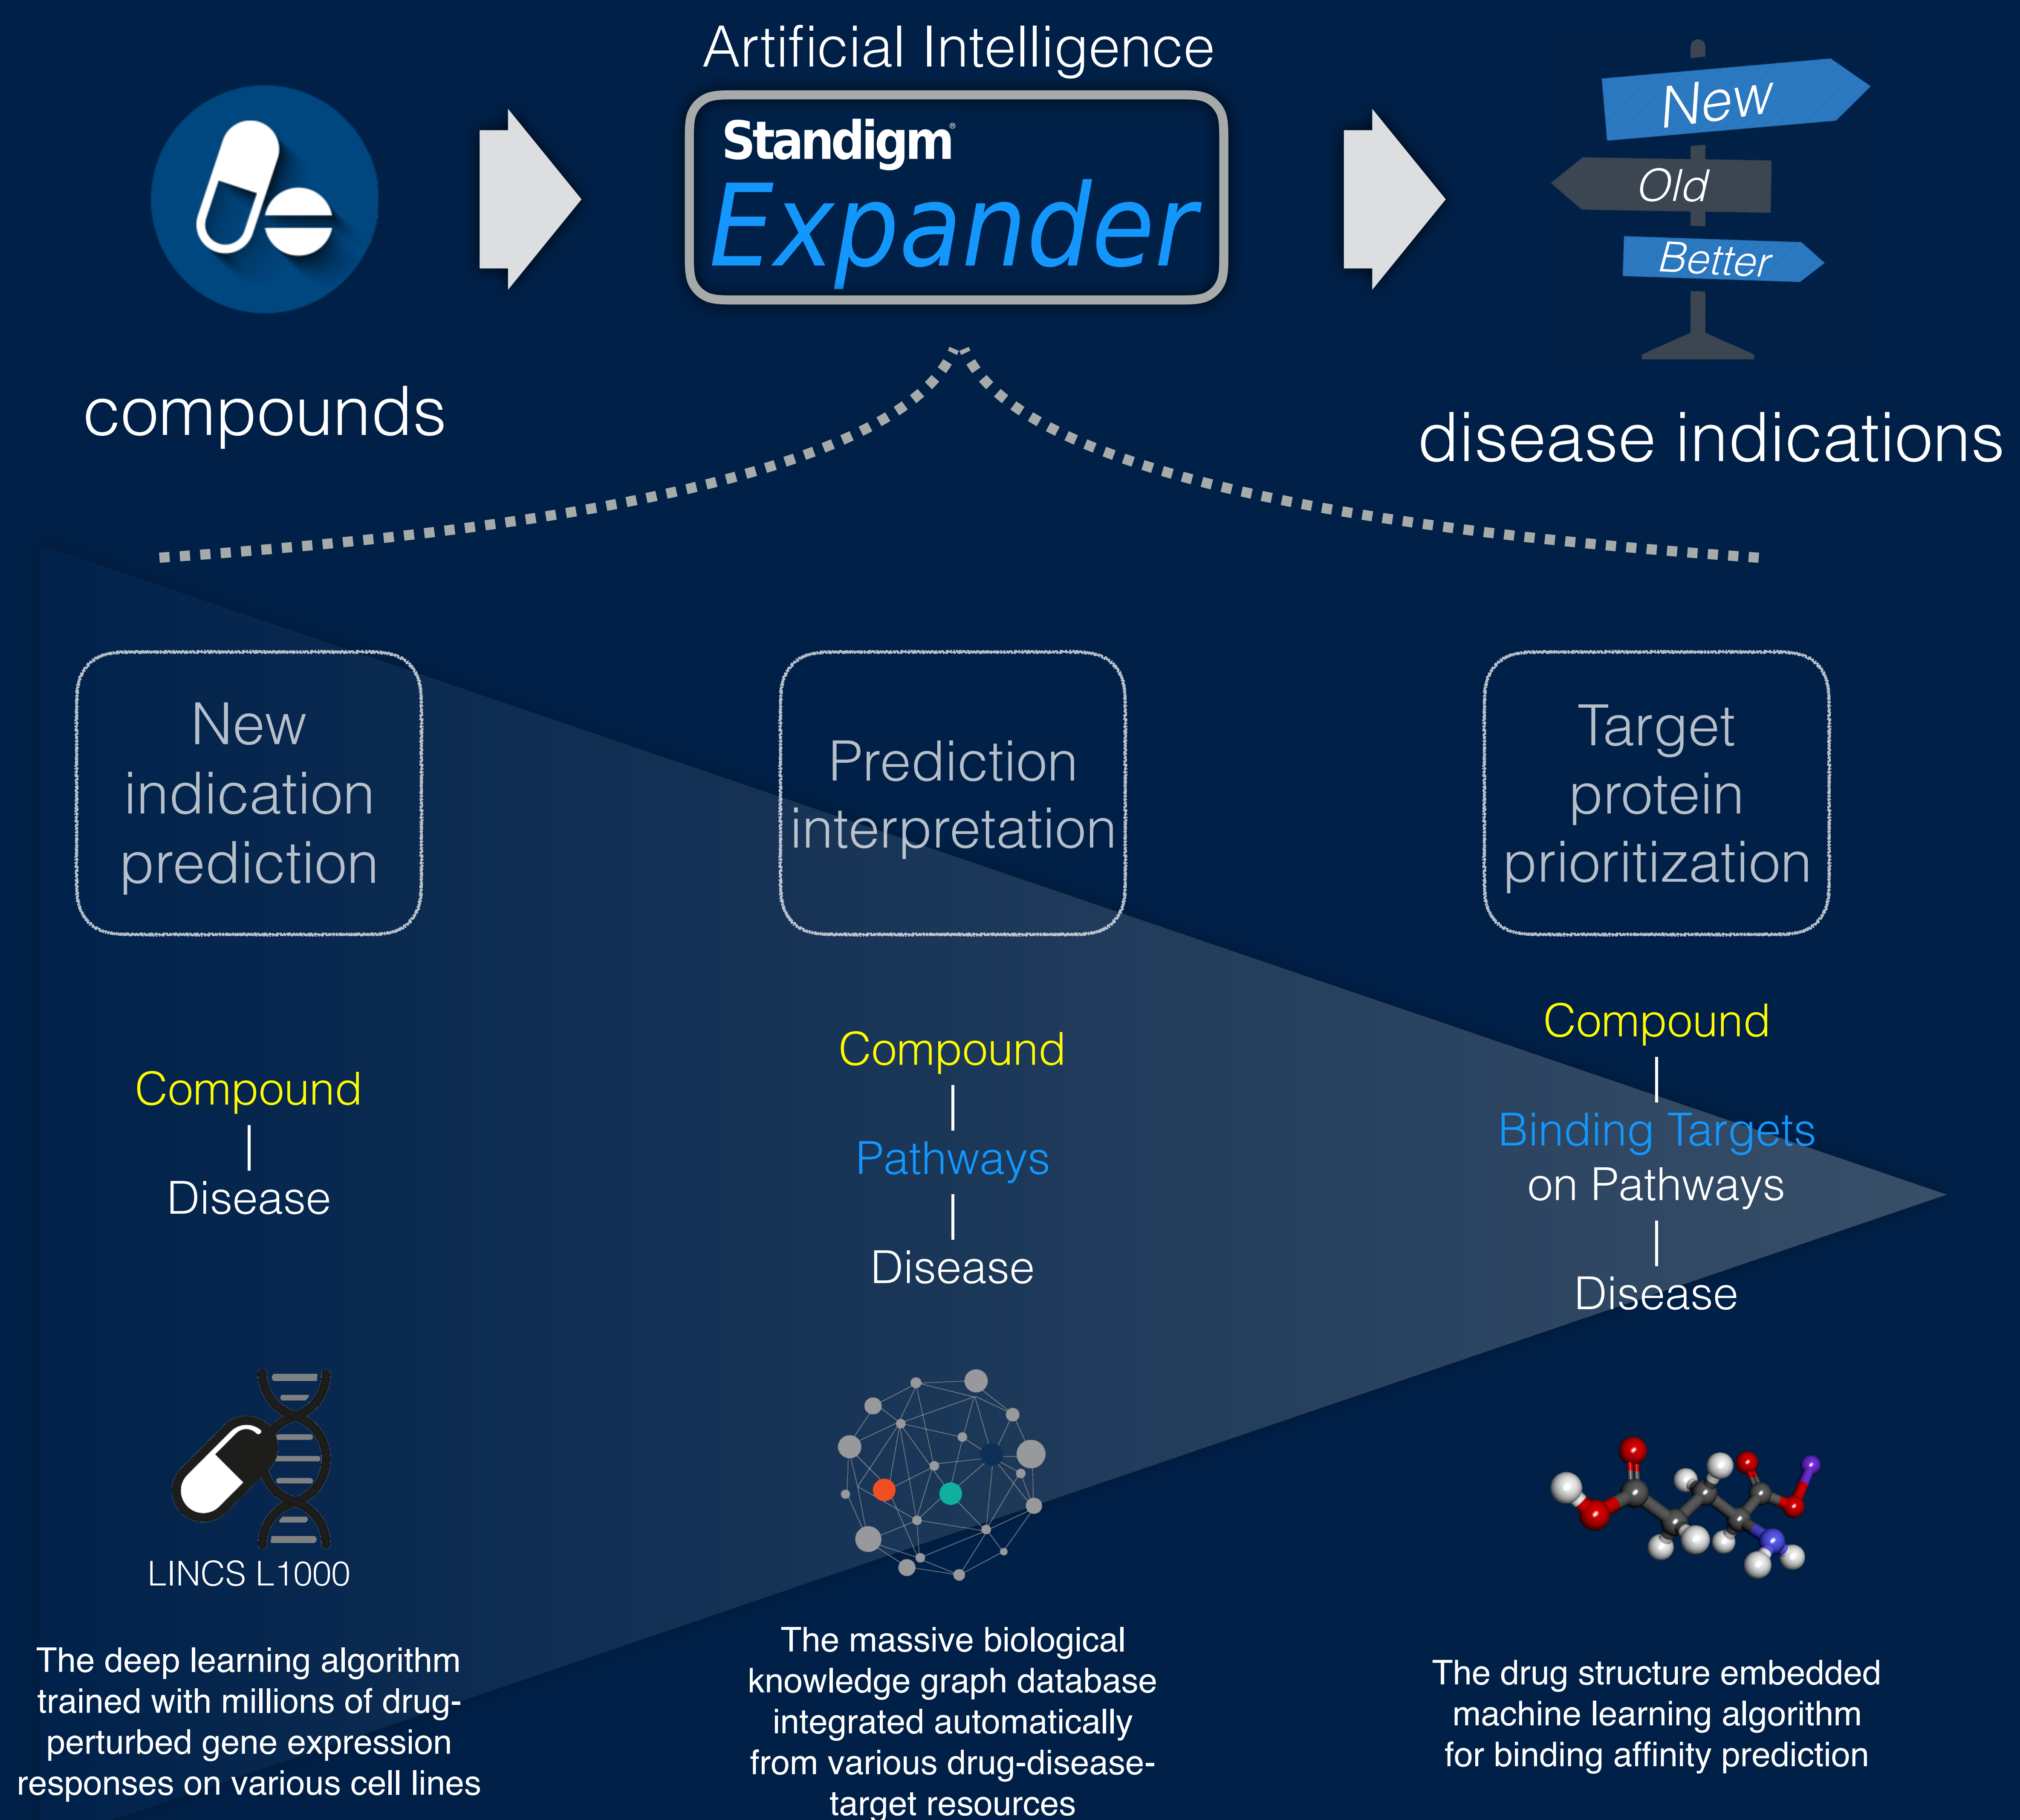 Artificial Intelligence
Standigm®
Expander
New
Old
Better
compounds
disease indications
New
indication
prediction
Prediction
interpretation
Target
protein
prioritization
Compound
Disease
Compound
Pathways
Disease
Compound
Binding Targets
on Pathways
Disease
LINCS L1000
The deep learning algorithm
trained with millions of drug-
perturbed gene expression
responses on various cell lines
The massive biological
knowledge graph database
integrated automatically
from various drug-disease-
target resources
The drug structure embedded
machine learning algorithm
for binding affinity prediction